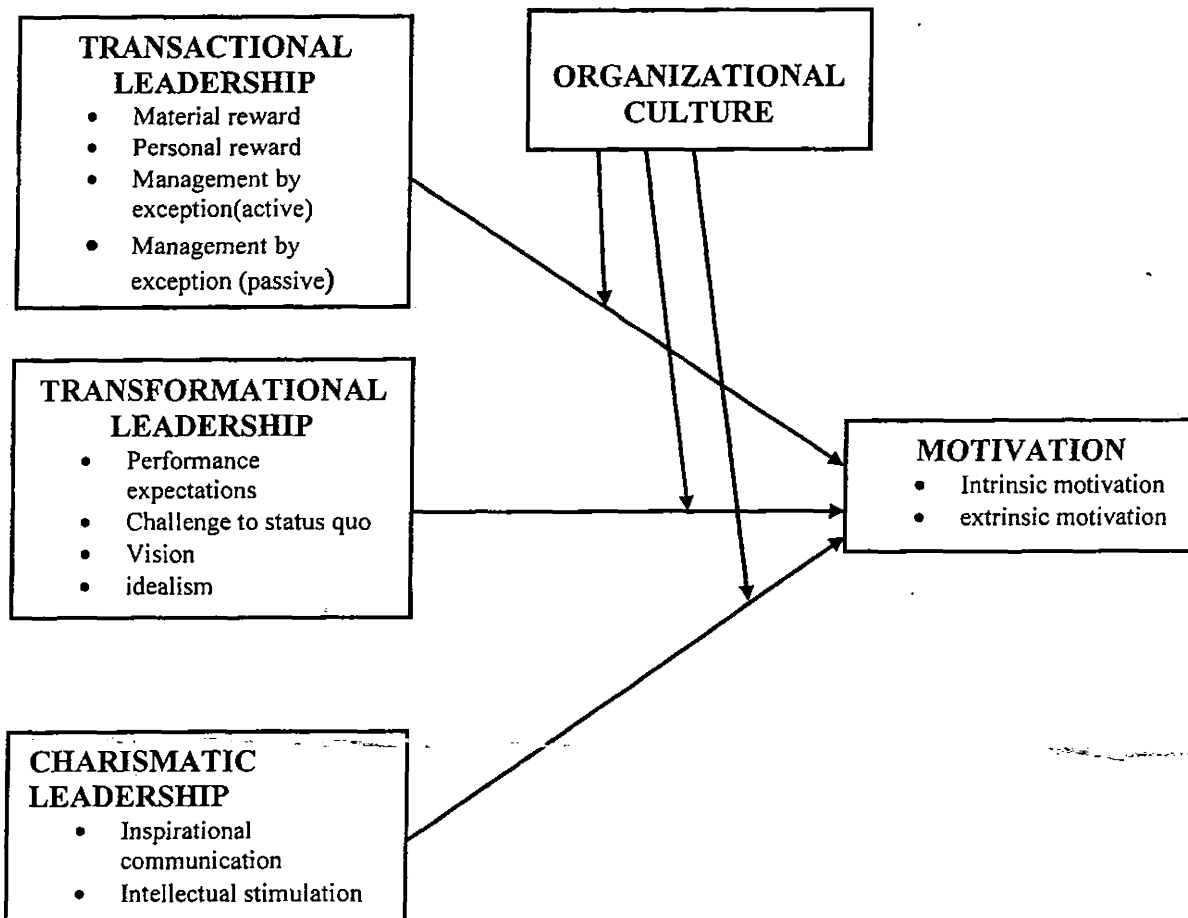 TRANSACTIONAL
LEADERSHIP
• Material reward
• Personal reward
• Management by
exception(active)
• Management by
exception (passive)
ORGANIZATIONAL
CULTURE
TRANSFORMATIONAL
LEADERSHIP
• Performance
expectations
• Challenge to status quo
• Vision
• idealism
MOTIVATION
• Intrinsic motivation
• extrinsic motivation
CHARISMATIC
LEADERSHIP
• Inspirational
communication
• Intellectual stimulation